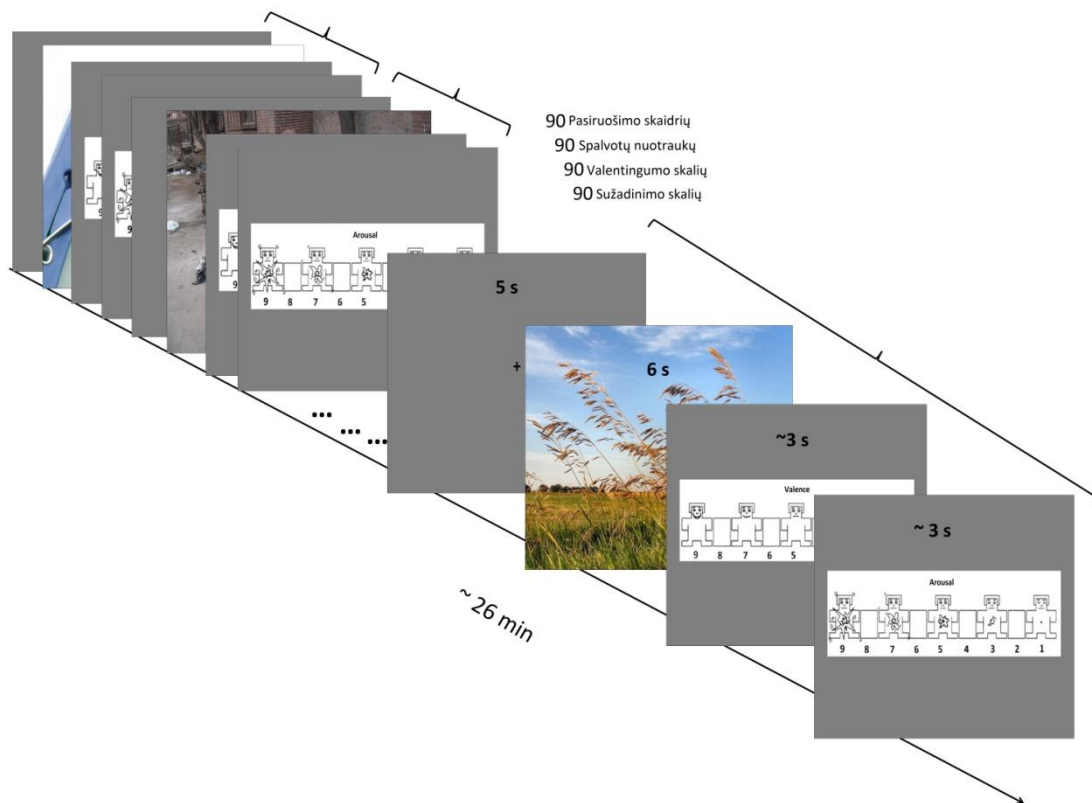 90 Pasiruošimo skaidrių
90 Spalvotų nuotraukų
90 Valentingumo skalių
90 Sužadinimo skalių
9
9
Arousal
9 8 7 6 5
...
...
...
5 s
+
6 s
~3 s
Valence
9 8 7 6 5
~ 3 s
Arousal
9 8 7 6 5 4 3 2 1
~ 26 min